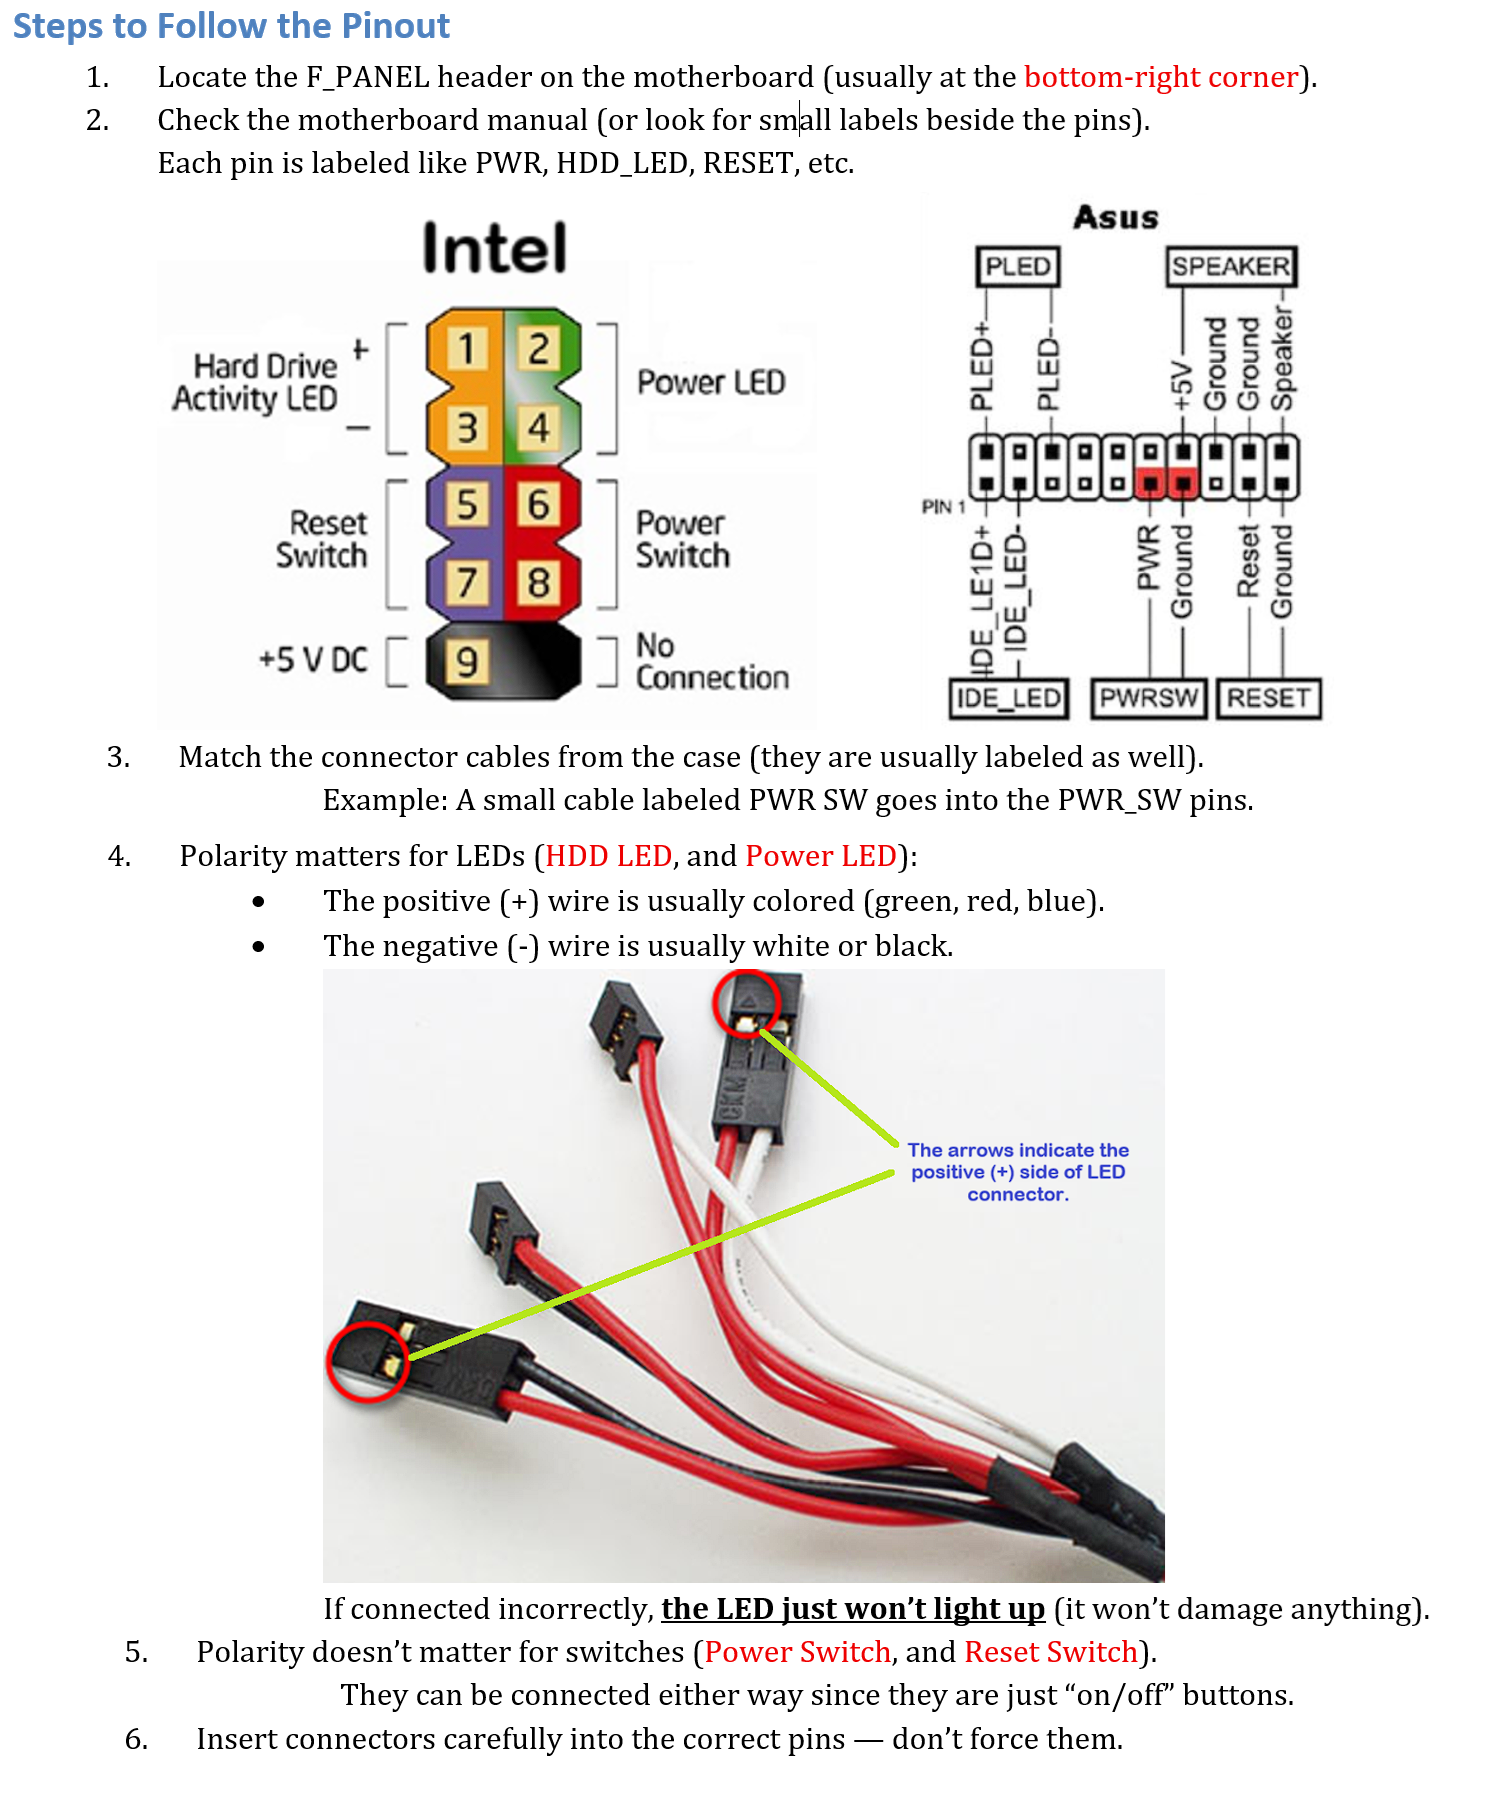 Steps to Follow the Pinout
1. Locate the F_PANEL header on the motherboard (usually at the bottom-right corner).
2. Check the motherboard manual (or look for small labels beside the pins).
Each pin is labeled like PWR, HDD_LED, RESET, etc.
Intel
Hard Drive
Activity LED
+
−
1 2
3 4
Power LED
Reset
Switch
5 6
7 8
Power
Switch
+5 V DC
9
No
Connection
Asus
PLED
SPEAKER
PLED+
PLED-
+5V
Ground
Ground
Speaker
PIN 1
IDE_LE1D+
IDE_LED-
PWR
Ground
Reset
Ground
IDE_LED
PWRSW
RESET
3. Match the connector cables from the case (they are usually labeled as well).
Example: A small cable labeled PWR SW goes into the PWR_SW pins.
4. Polarity matters for LEDs (HDD LED, and Power LED):
• The positive (+) wire is usually colored (green, red, blue).
• The negative (-) wire is usually white or black.
CKM
The arrows indicate the
positive (+) side of LED
connector.
If connected incorrectly, the LED just won’t light up (it won’t damage anything).
5. Polarity doesn’t matter for switches (Power Switch, and Reset Switch).
They can be connected either way since they are just “on/off” buttons.
6. Insert connectors carefully into the correct pins — don’t force them.